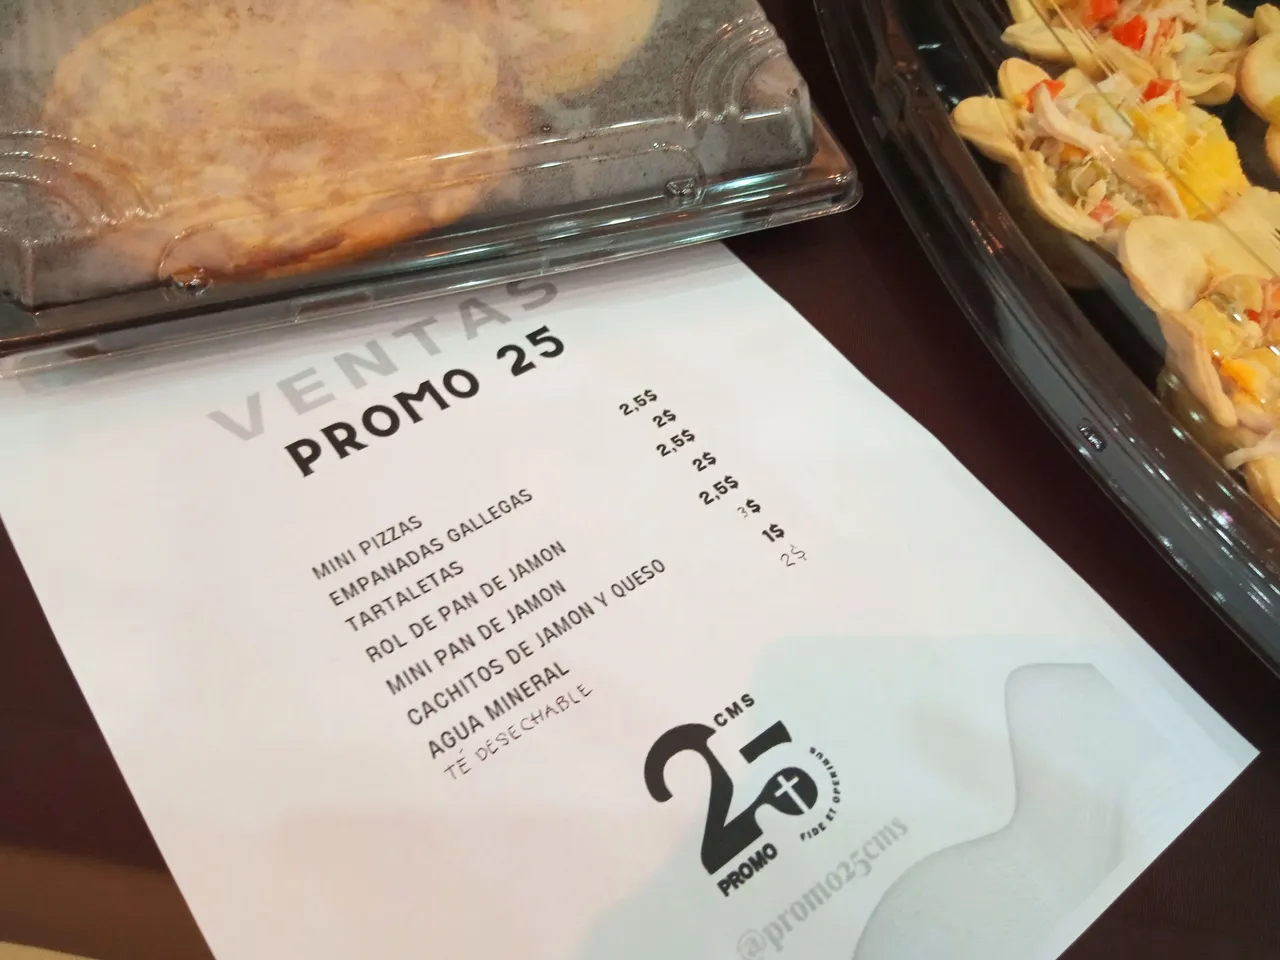 VENTAS
PROMO 25
MINI PIZZAS 2,5$
EMPANADAS GALLEGAS 2$
TARTALETAS 2,5$
ROL DE PAN DE JAMON 2$
MINI PAN DE JAMON 2,5$
CACHITOS DE JAMON Y QUESO 3$
AGUA MINERAL 1$
TÉ DESECHABLE 2$
25 CMS
FIDE ET OPERIBUS
PROMO
@promo25cms